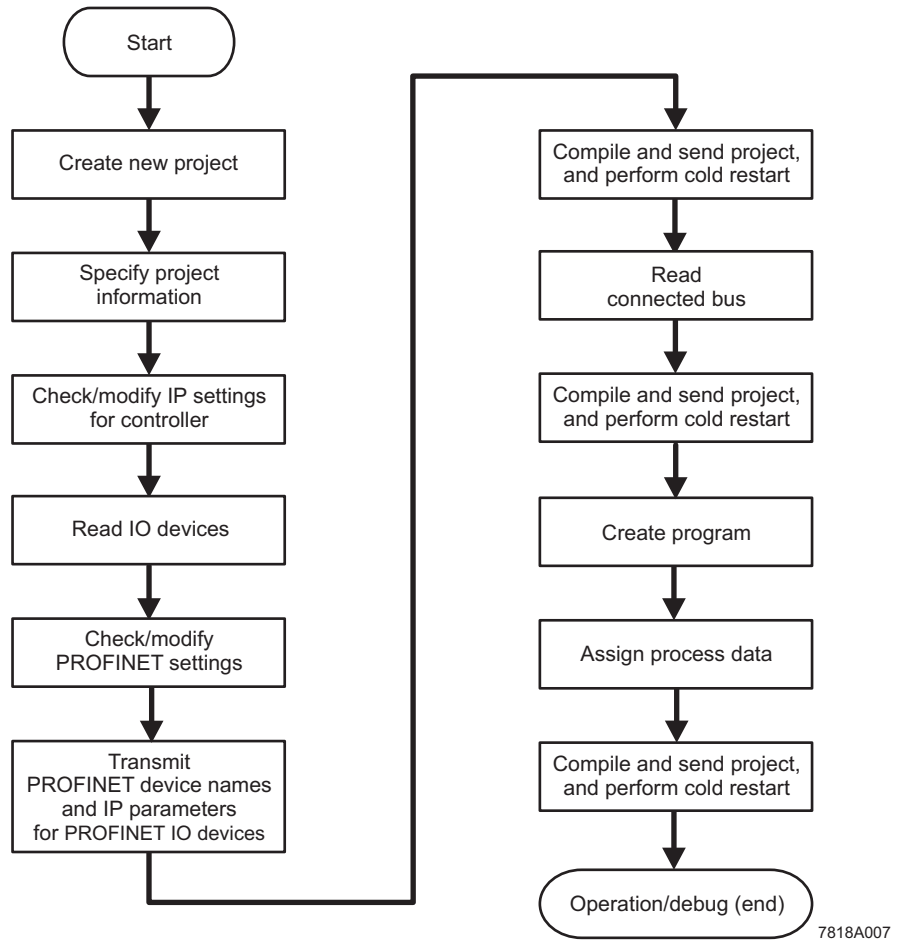 Start
Create new project
Specify project
information
Check/modify IP settings
for controller
Read IO devices
Check/modify
PROFINET settings
Transmit
PROFINET device names
and IP parameters
for PROFINET IO devices
Compile and send project,
and perform cold restart
Read
connected bus
Compile and send project,
and perform cold restart
Create program
Assign process data
Compile and send project,
and perform cold restart
Operation/debug (end)
7818A007